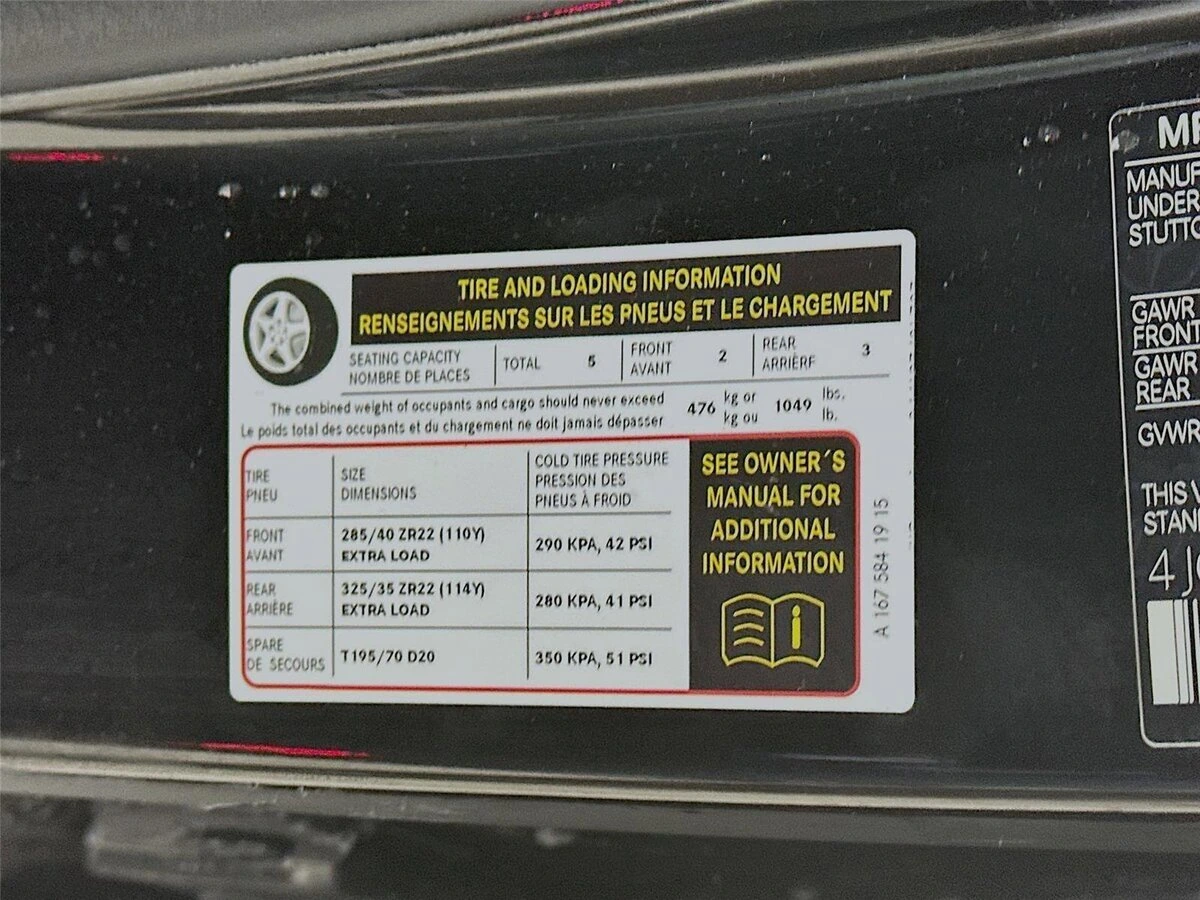 TIRE AND LOADING INFORMATION
RENSEIGNEMENTS SUR LES PNEUS ET LE CHARGEMENT
SEATING CAPACITY
NOMBRE DE PLACES
TOTAL 5
FRONT
AVANT
2
REAR
ARRIÈRE
3
The combined weight of occupants and cargo should never exceed
Le poids total des occupants et du chargement ne doit jamais dépasser
476 kg or
kg ou
1049 lbs.
lb.
TIRE
PNEU
SIZE
DIMENSIONS
COLD TIRE PRESSURE
PRESSION DES
PNEUS À FROID
FRONT
AVANT
285/40 ZR22 (110Y)
EXTRA LOAD
290 KPA, 42 PSI
REAR
ARRIÈRE
325/35 ZR22 (114Y)
EXTRA LOAD
280 KPA, 41 PSI
SPARE
DE SECOURS
T195/70 D20
350 KPA, 51 PSI
SEE OWNER´S
MANUAL FOR
ADDITIONAL
INFORMATION
i
A 167 584 19 15
GAWR
FRONT
GAWR
REAR
GVWR
THIS